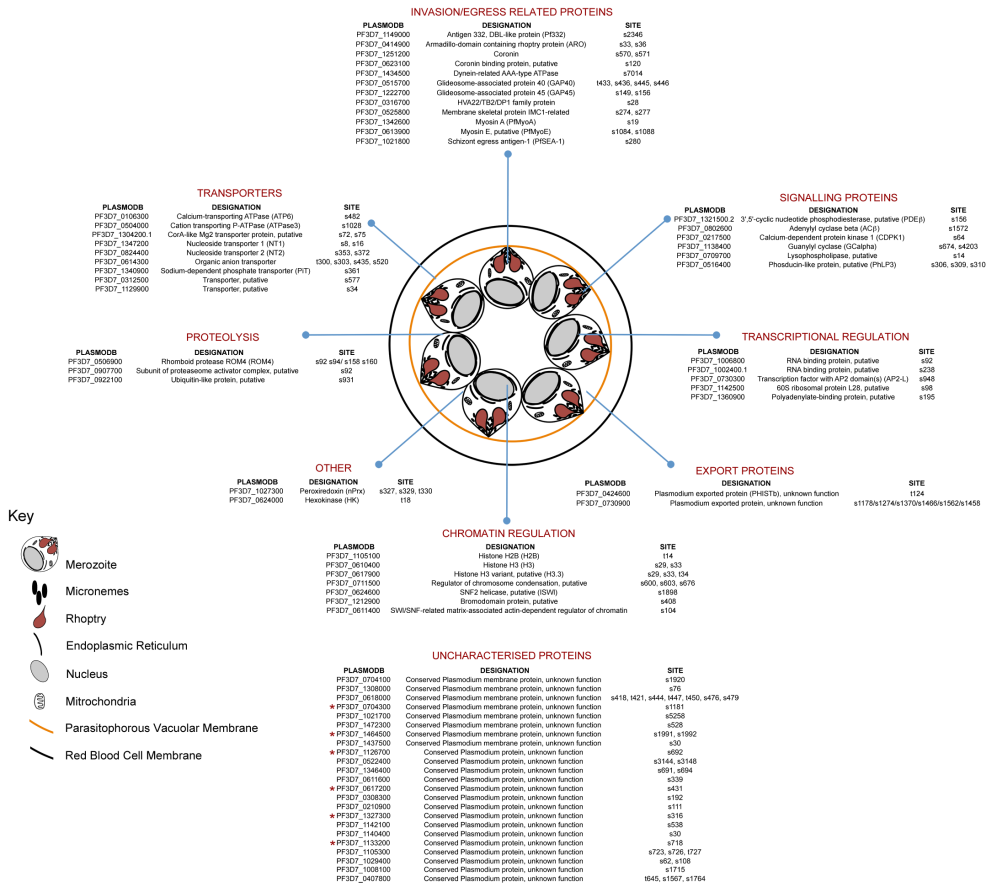 INVASION/EGRESS RELATED PROTEINS
PLASMODB DESIGNATION SITE
PF3D7_1149000 Antigen 332, DBL-like protein (Pf332) s2346
PF3D7_0414900 Armadillo-domain containing rhoptry protein (ARO) s33, s36
PF3D7_1251200 Coronin s570, s571
PF3D7_0623100 Coronin binding protein, putative s120
PF3D7_1434500 Dynein-related AAA-type ATPase s7014
PF3D7_0515700 Glideosome-associated protein 40 (GAP40) t433, s436, s445, s446
PF3D7_1222700 Glideosome-associated protein 45 (GAP45) s149, s156
PF3D7_0316700 HVA22/TB2/DP1 family protein s28
PF3D7_0525800 Membrane skeletal protein IMC1-related s274, s277
PF3D7_1342600 Myosin A (PfMyoA) s19
PF3D7_0613900 Myosin E, putative (PfMyoE) s1084, s1088
PF3D7_1021800 Schizont egress antigen-1 (PfSEA-1) s280
TRANSPORTERS
PLASMODB DESIGNATION SITE
PF3D7_0106300 Calcium-transporting ATPase (ATP6) s482
PF3D7_0504000 Cation transporting P-ATPase (ATPase3) s1028
PF3D7_1304200.1 CorA-like Mg2 transporter protein, putative s72, s75
PF3D7_1347200 Nucleoside transporter 1 (NT1) s8, s16
PF3D7_0824400 Nucleoside transporter 2 (NT2) s353, s372
PF3D7_0614300 Organic anion transporter t300, s303, s435, s520
PF3D7_1340900 Sodium-dependent phosphate transporter (PiT) s361
PF3D7_0312500 Transporter, putative s577
PF3D7_1129900 Transporter, putative s34
SIGNALLING PROTEINS
PLASMODB DESIGNATION SITE
PF3D7_1321500.2 3',5'-cyclic nucleotide phosphodiesterase, putative (PDEβ) s156
PF3D7_0802600 Adenylyl cyclase beta (ACβ) s1572
PF3D7_0217500 Calcium-dependent protein kinase 1 (CDPK1) s64
PF3D7_1138400 Guanylyl cyclase (GCalpha) s674, s4203
PF3D7_0709700 Lysophospholipase, putative s14
PF3D7_0516400 Phosducin-like protein, putative (PhLP3) s306, s309, s310
PROTEOLYSIS
PLASMODB DESIGNATION SITE
PF3D7_0506900 Rhomboid protease ROM4 (ROM4) s92 s94/ s158 s160
PF3D7_0907700 Subunit of proteaseome activator complex, putative s92
PF3D7_0922100 Ubiquitin-like protein, putative s931
TRANSCRIPTIONAL REGULATION
PLASMODB DESIGNATION SITE
PF3D7_1006800 RNA binding protein, putative s92
PF3D7_1002400.1 RNA binding protein, putative s238
PF3D7_0730300 Transcription factor with AP2 domain(s) (AP2-L) s948
PF3D7_1142500 60S ribosomal protein L28, putative s98
PF3D7_1360900 Polyadenylate-binding protein, putative s195
OTHER
PLASMODB DESIGNATION SITE
PF3D7_1027300 Peroxiredoxin (nPrx) s327, s329, t330
PF3D7_0624000 Hexokinase (HK) t18
EXPORT PROTEINS
PLASMODB DESIGNATION SITE
PF3D7_0424600 Plasmodium exported protein (PHISTb), unknown function t124
PF3D7_0730900 Plasmodium exported protein, unknown function s1178/s1274/s1370/s1466/s1562/s1458
CHROMATIN REGULATION
PLASMODB DESIGNATION SITE
PF3D7_1105100 Histone H2B (H2B) t14
PF3D7_0610400 Histone H3 (H3) s29, s33
PF3D7_0617900 Histone H3 variant, putative (H3.3) s29, s33, t34
PF3D7_0711500 Regulator of chromosome condensation, putative s600, s603, s676
PF3D7_0624600 SNF2 helicase, putative (ISWI) s1898
PF3D7_1212900 Bromodomain protein, putative s408
PF3D7_0611400 SWI/SNF-related matrix-associated actin-dependent regulator of chromatin s104
Key
Merozoite
Micronemes
Rhoptry
Endoplasmic Reticulum
Nucleus
Mitrochondria
Parasitophorous Vacuolar Membrane
Red Blood Cell Membrane
UNCHARACTERISED PROTEINS
PLASMODB DESIGNATION SITE
PF3D7_0704100 Conserved Plasmodium membrane protein, unknown function s1920
PF3D7_1308000 Conserved Plasmodium membrane protein, unknown function s76
PF3D7_0618000 Conserved Plasmodium membrane protein, unknown function s418, t421, s444, t447, t450, s476, s479
* PF3D7_0704300 Conserved Plasmodium membrane protein, unknown function s1181
PF3D7_1021700 Conserved Plasmodium membrane protein, unknown function s5258
PF3D7_1472300 Conserved Plasmodium membrane protein, unknown function s528
* PF3D7_1464500 Conserved Plasmodium membrane protein, unknown function s1991, s1992
PF3D7_1437500 Conserved Plasmodium membrane protein, unknown function s30
* PF3D7_1126700 Conserved Plasmodium protein, unknown function s692
PF3D7_0522400 Conserved Plasmodium protein, unknown function s3144, s3148
PF3D7_1346400 Conserved Plasmodium protein, unknown function s691, s694
PF3D7_0611600 Conserved Plasmodium protein, unknown function s339
* PF3D7_0617200 Conserved Plasmodium protein, unknown function s431
PF3D7_0308300 Conserved Plasmodium protein, unknown function s192
PF3D7_0210900 Conserved Plasmodium protein, unknown function s111
* PF3D7_1327300 Conserved Plasmodium protein, unknown function s316
PF3D7_1142100 Conserved Plasmodium protein, unknown function s538
PF3D7_1140400 Conserved Plasmodium protein, unknown function s30
* PF3D7_1133200 Conserved Plasmodium protein, unknown function s718
PF3D7_1105300 Conserved Plasmodium protein, unknown function s723, s726, t727
PF3D7_1029400 Conserved Plasmodium protein, unknown function s62, s108
PF3D7_1008100 Conserved Plasmodium protein, unknown function s1715
PF3D7_0407800 Conserved Plasmodium protein, unknown function t645, s1567, s1764